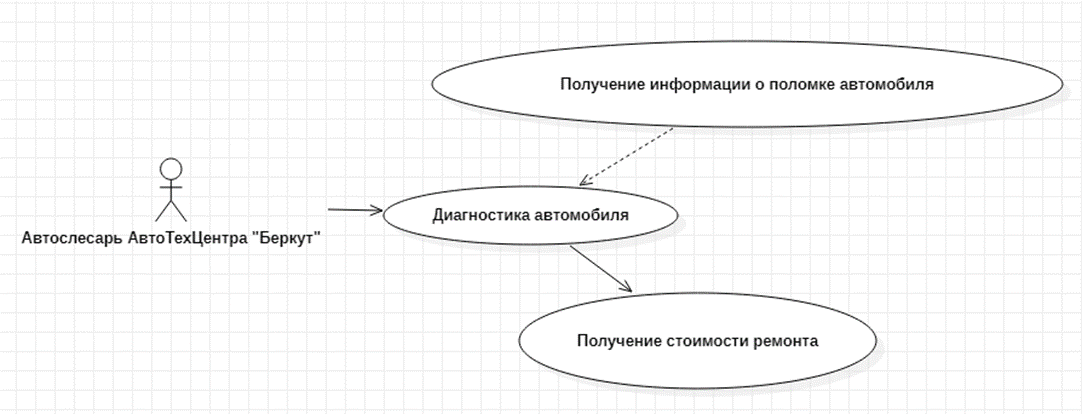 Получение информации о поломке автомобиля
Диагностика автомобиля
Автослесарь АвтоТехЦентра "Беркут"
Получение стоимости ремонта